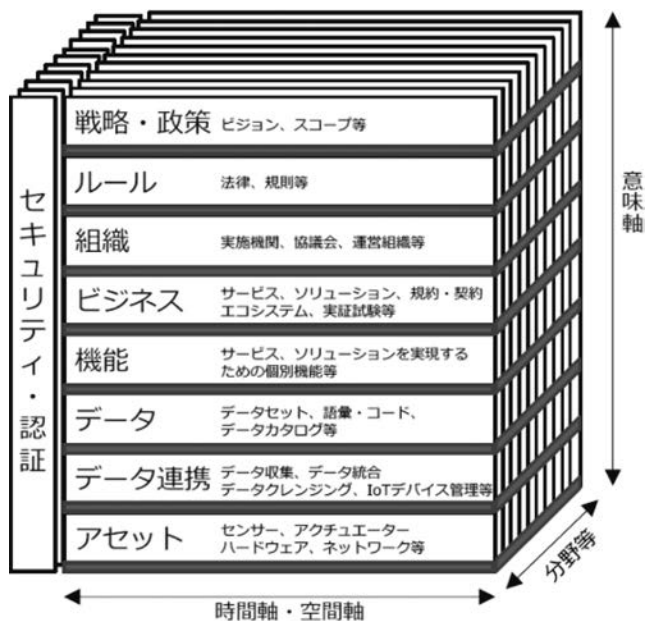 セキュリティ・認証
戦略・政策 ビジョン、スコープ等
ルール 法律、規則等
組織 実施機関、協議会、運営組織等
ビジネス サービス、ソリューション、規約・契約
エコシステム、実証試験等
機能 サービス、ソリューションを実現する
ための個別機能等
データ データセット、語彙・コード、
データカタログ等
データ連携 データ収集、データ統合
データクレンジング、IoTデバイス管理等
アセット センサー、アクチュエーター
ハードウェア、ネットワーク等
意味軸
分野等
時間軸・空間軸